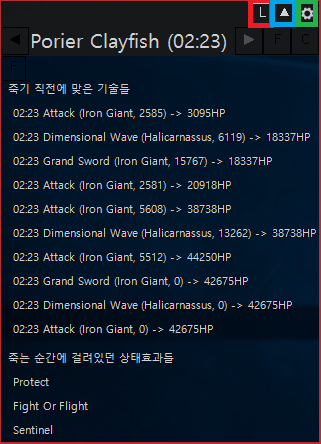 L ▲
◀ Porier Clayfish (02:23) ▶ F C
F
죽기 직전에 맞은 기술들
02:23 Attack (Iron Giant, 2585) -> 3095HP
02:23 Dimensional Wave (Halicarnassus, 6119) -> 18337HP
02:23 Grand Sword (Iron Giant, 15767) -> 18337HP
02:23 Attack (Iron Giant, 2581) -> 20918HP
02:23 Attack (Iron Giant, 5608) -> 38738HP
02:23 Dimensional Wave (Halicarnassus, 13262) -> 38738HP
02:23 Attack (Iron Giant, 5512) -> 44250HP
02:23 Grand Sword (Iron Giant, 0) -> 42675HP
02:23 Dimensional Wave (Halicarnassus, 0) -> 42675HP
02:23 Attack (Iron Giant, 0) -> 42675HP
죽는 순간에 걸려있던 상태효과들
Protect
Fight Or Flight
Sentinel